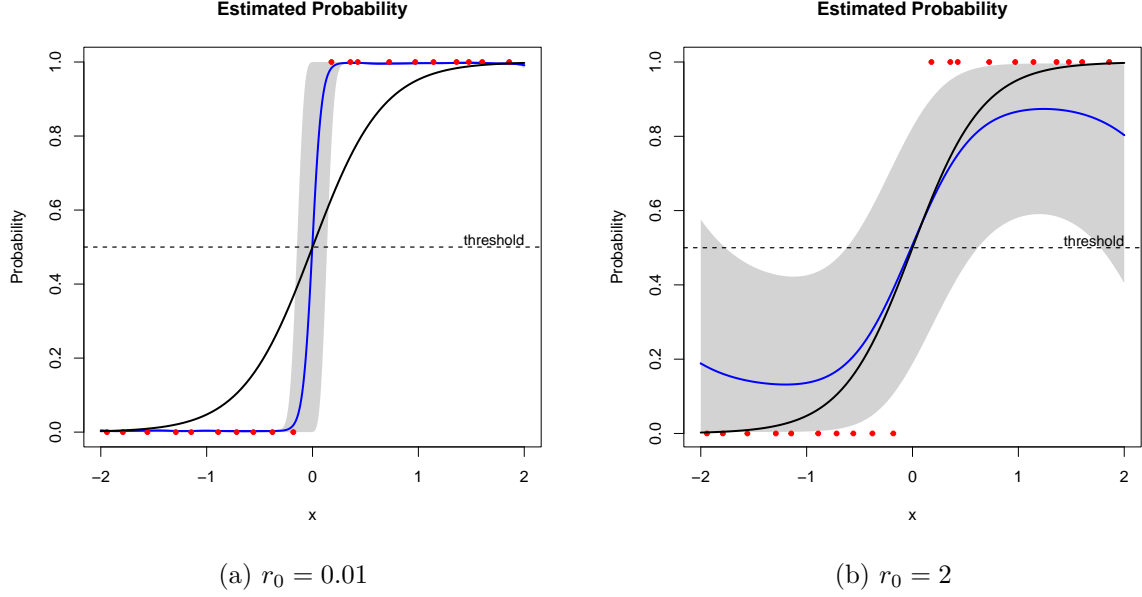 Estimated Probability
1.0
0.8
0.6
0.4
0.2
0.0
Probability
threshold
−2
−1
0
1
2
x
(a) r₀ = 0.01
Estimated Probability
1.0
0.8
0.6
0.4
0.2
0.0
Probability
threshold
−2
−1
0
1
2
x
(b) r₀ = 2